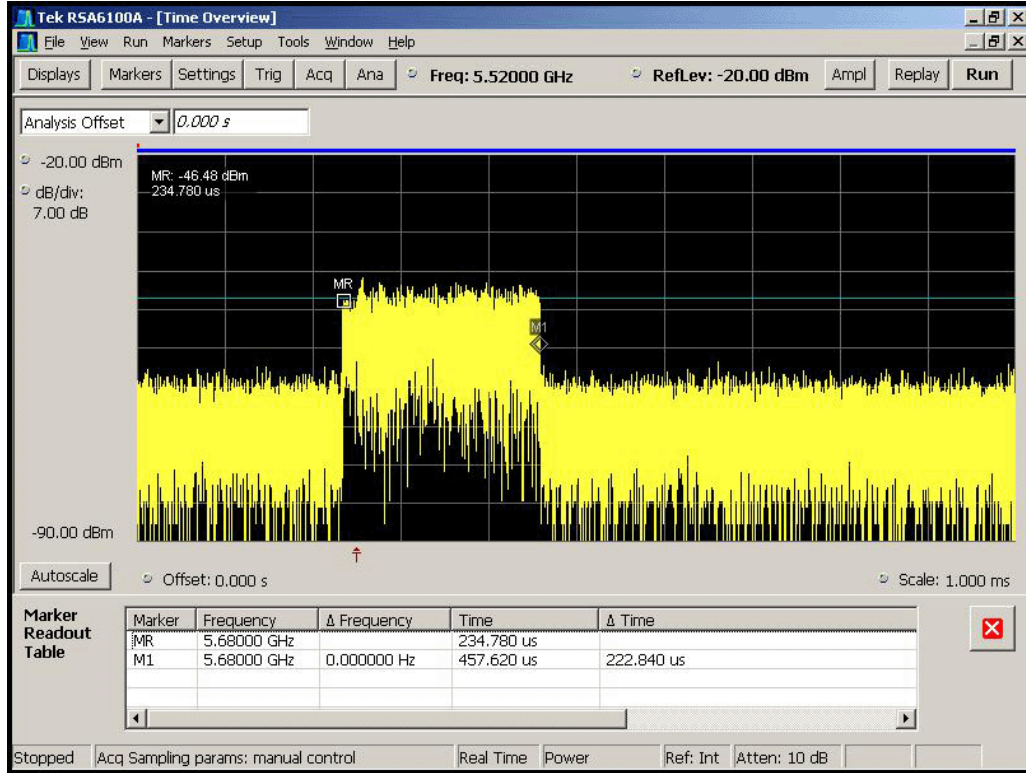 Tek RSA6100A - [Time Overview]
File View Run Markers Setup Tools Window Help
Displays Markers Settings Trig Acq Ana Freq: 5.52000 GHz RefLev: -20.00 dBm Ampl Replay Run
Analysis Offset 0.000 s
-20.00 dBm
MR: -46.48 dBm
234.780 us
dB/div:
7.00 dB
MR
M1
-90.00 dBm
Autoscale Offset: 0.000 s Scale: 1.000 ms
Marker Readout Table
Marker Frequency Δ Frequency Time Δ Time
MR 5.68000 GHz 234.780 us
M1 5.68000 GHz 0.000000 Hz 457.620 us 222.840 us
Stopped Acq Sampling params: manual control Real Time Power Ref: Int Atten: 10 dB